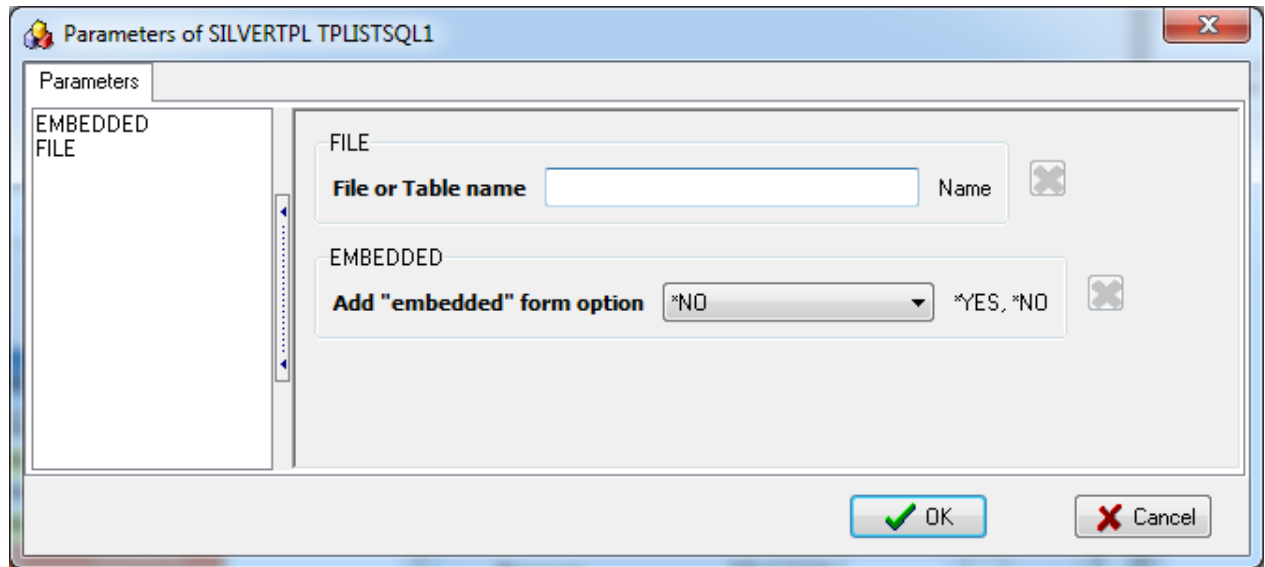 Parameters of SILVERTPL TPLISTSQL1
Parameters
EMBEDDED
FILE
FILE
File or Table name
Name
EMBEDDED
Add "embedded" form option
*NO
*YES, *NO
OK
Cancel